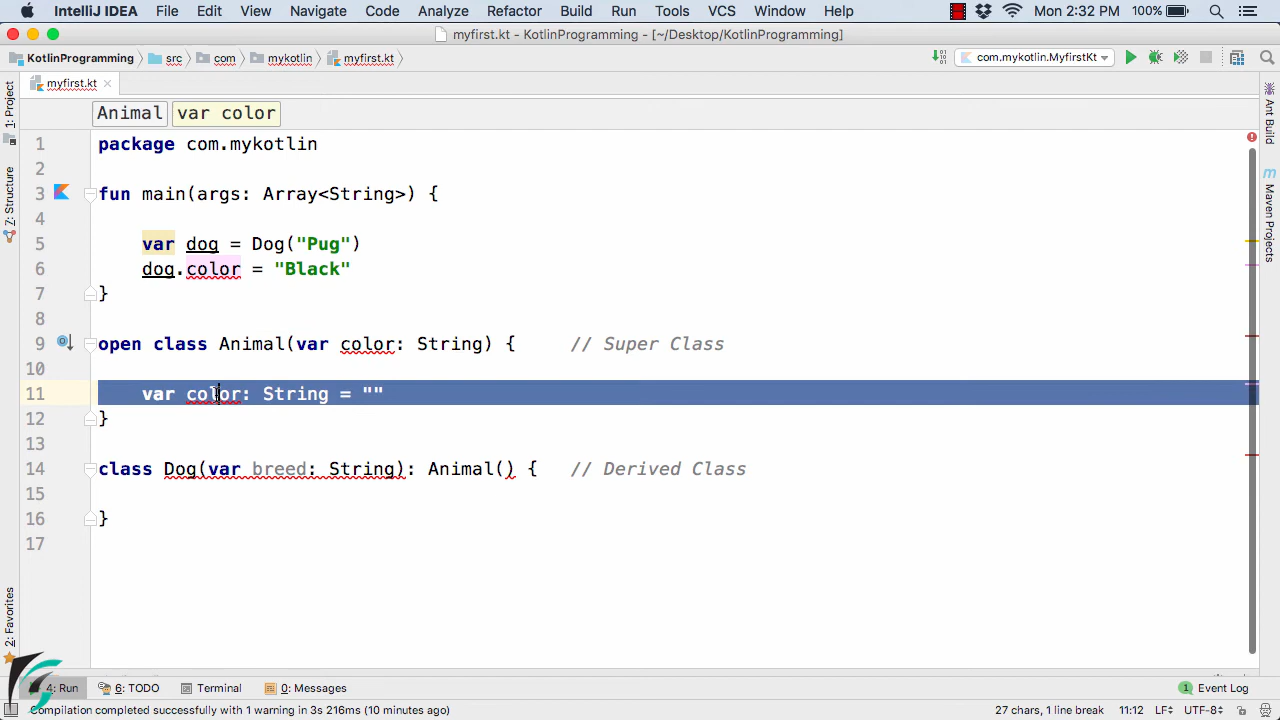 IntelliJ IDEA File Edit View Navigate Code Analyze Refactor Build Run Tools VCS Window Help Mon 2:32 PM 100%
myfirst.kt - KotlinProgramming - [~/Desktop/KotlinProgramming]
KotlinProgramming src com mykotlin myfirst.kt com.mykotlin.MyfirstKt
myfirst.kt
Animal var color
1 package com.mykotlin
2
3 fun main(args: Array<String>) {
4
5 var dog = Dog("Pug")
6 dog.color = "Black"
7 }
8
9 open class Animal(var color: String) { // Super Class
10
11 var color: String = ""
12 }
13
14 class Dog(var breed: String): Animal() { // Derived Class
15
16 }
17
1: Project
7: Structure
2: Favorites
Ant Build
m
Maven Projects
4: Run 6: TODO Terminal 0: Messages 1 Event Log
Compilation completed successfully with 1 warning in 3s 216ms (10 minutes ago) 27 chars, 1 line break 11:12 LF UTF-8